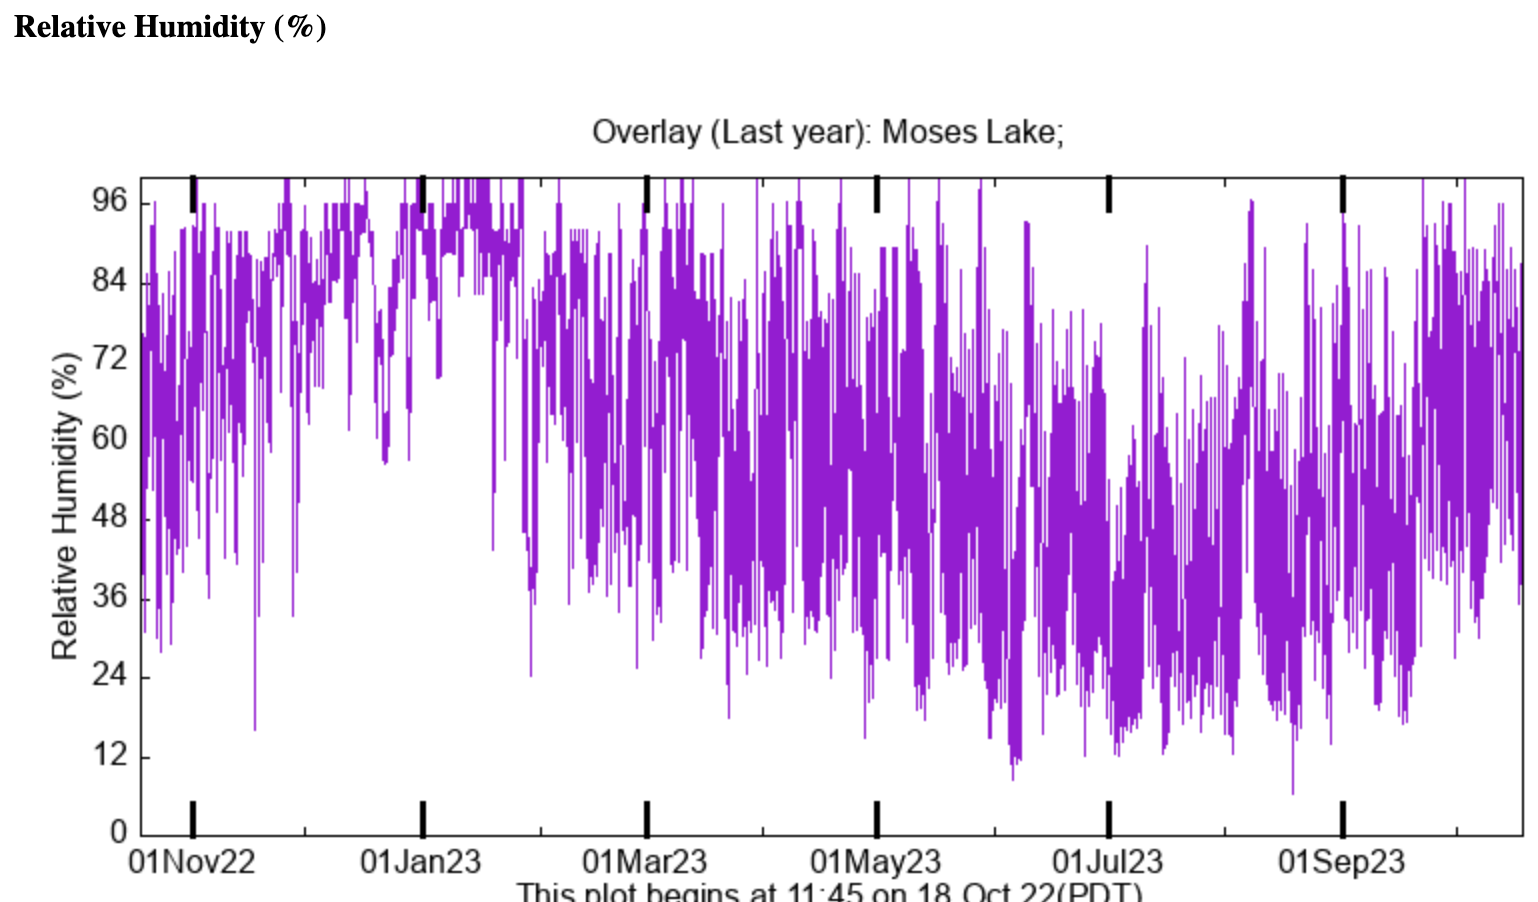 Relative Humidity (%)
Overlay (Last year): Moses Lake;
Relative Humidity (%)
96
84
72
60
48
36
24
12
0
01Nov22 01Jan23 01Mar23 01May23 01Jul23 01Sep23
This plot begins at 11:45 on 18 Oct 22(PDT)